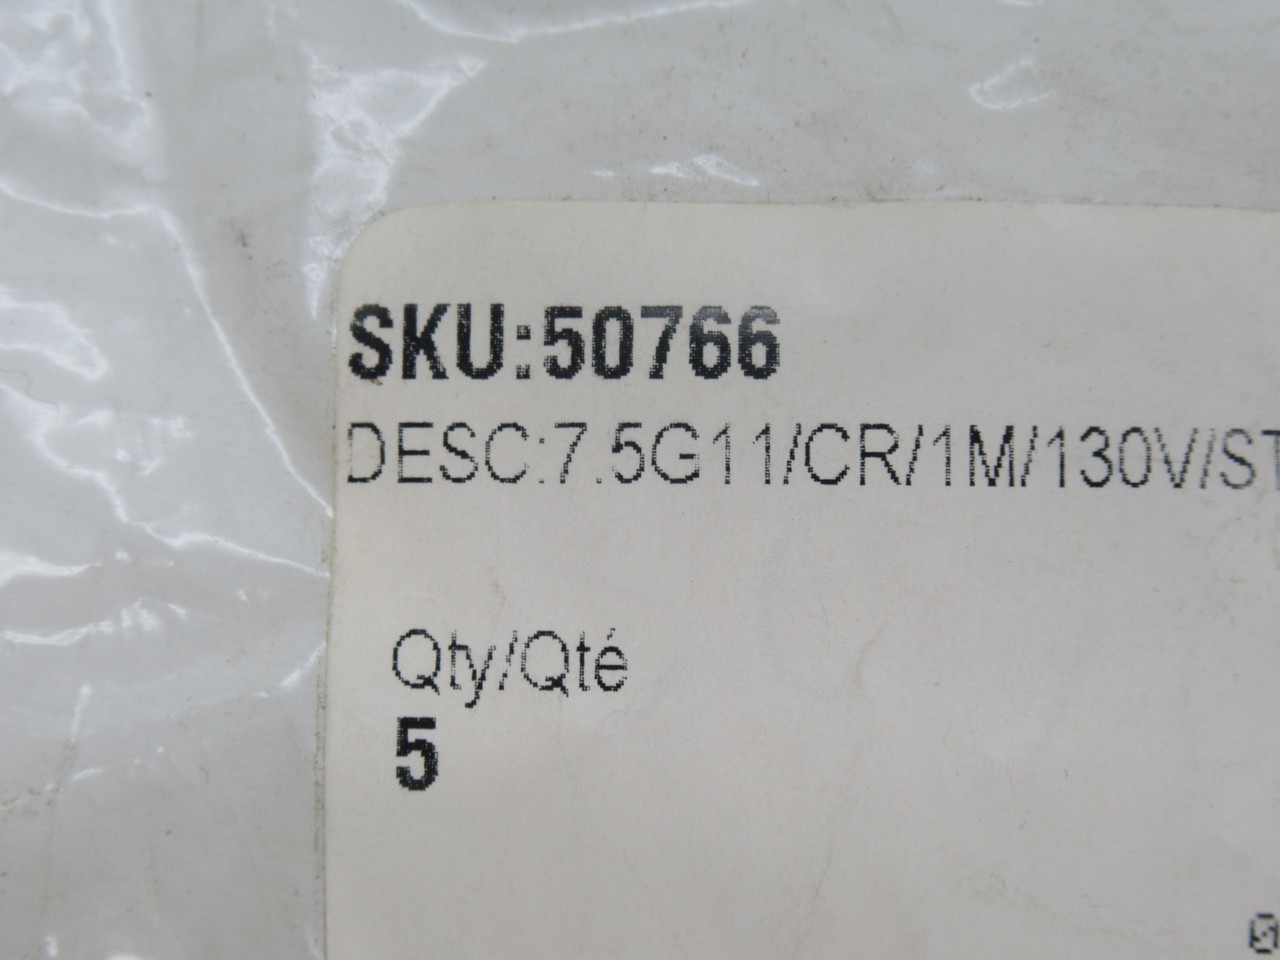 SKU:50766
DESC:7.5G11/CR/1M/130V/ST
Qty/Qté
5